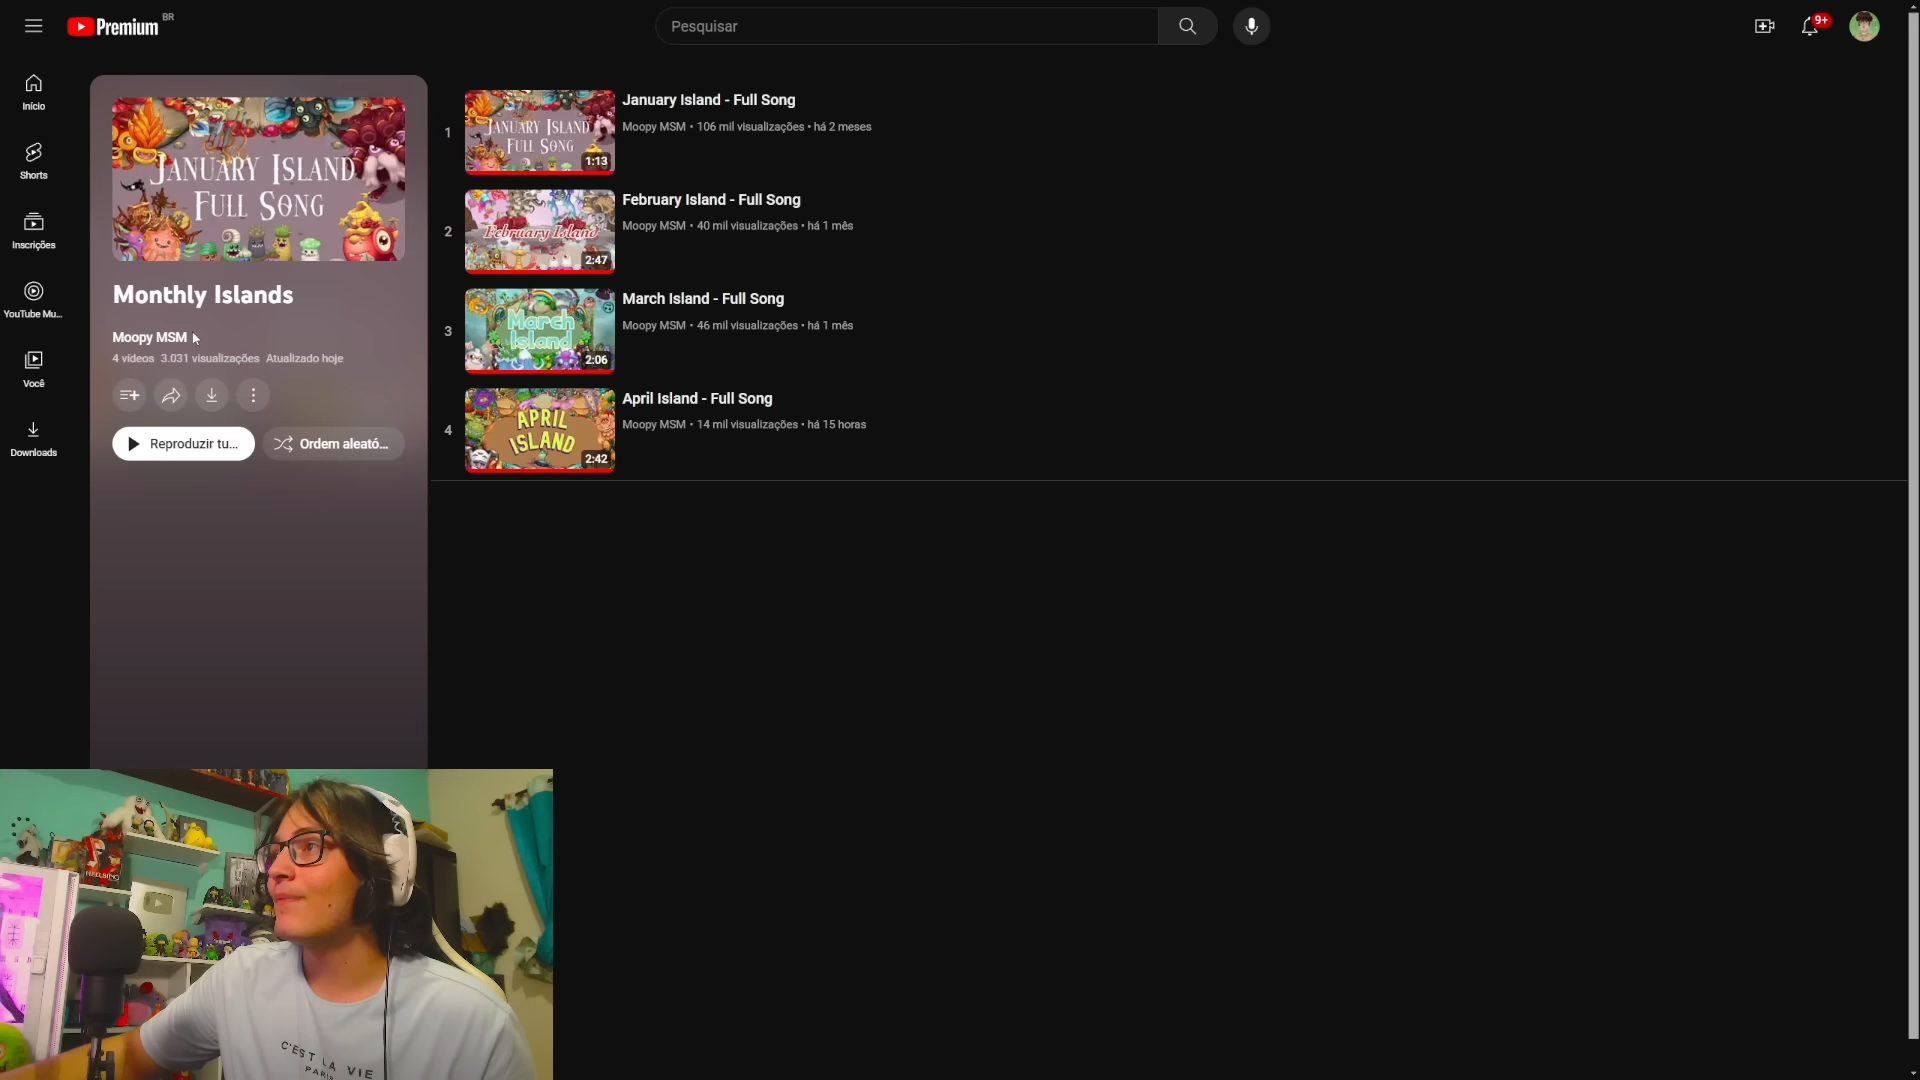 Premium BR
Pesquisar
9+
Início
Shorts
Inscrições
YouTube Mu...
Você
Downloads
JANUARY ISLAND
FULL SONG
Monthly Islands
Moopy MSM
4 vídeos 3.031 visualizações Atualizado hoje
Reproduzir tu...
Ordem aleató...
1
JANUARY ISLAND
FULL SONG
1:13
January Island - Full Song
Moopy MSM • 106 mil visualizações • há 2 meses
2
February Island
2:47
February Island - Full Song
Moopy MSM • 40 mil visualizações • há 1 mês
3
March
Island
2:06
March Island - Full Song
Moopy MSM • 46 mil visualizações • há 1 mês
4
APRIL
ISLAND
2:42
April Island - Full Song
Moopy MSM • 14 mil visualizações • há 15 horas
C'EST LA VIE